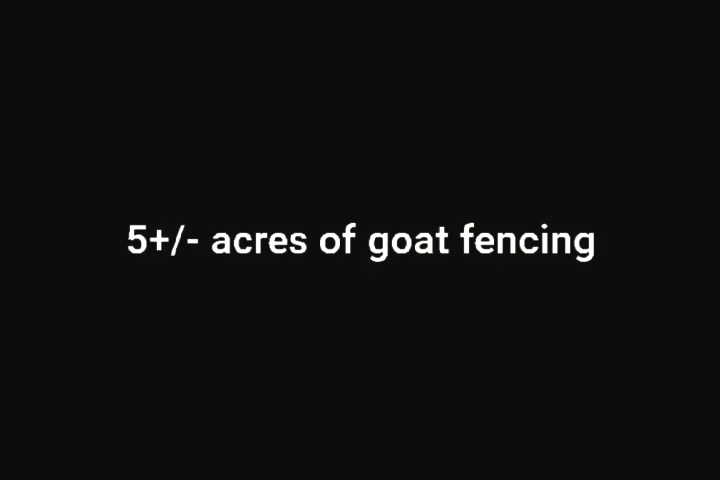 5+/- acres of goat fencing